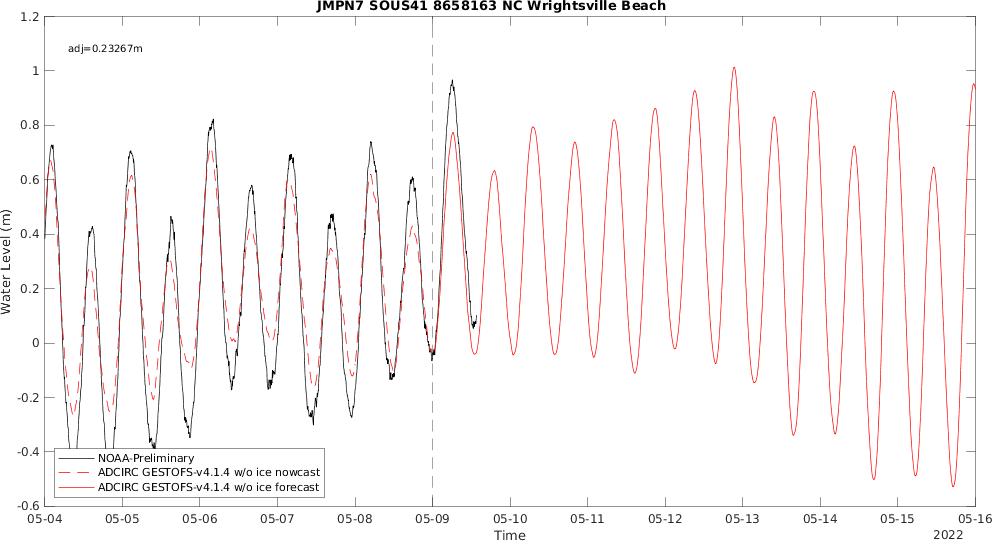 JMPN7 SOUS41 8658163 NC Wrightsville Beach
1.2
1
0.8
0.6
0.4
0.2
0
-0.2
-0.4
-0.6
Water Level (m)
adj=0.23267m
NOAA-Preliminary
ADCIRC GESTOFS-v4.1.4 w/o ice nowcast
ADCIRC GESTOFS-v4.1.4 w/o ice forecast
05-04 05-05 05-06 05-07 05-08 05-09 05-10 05-11 05-12 05-13 05-14 05-15 05-16
Time
2022